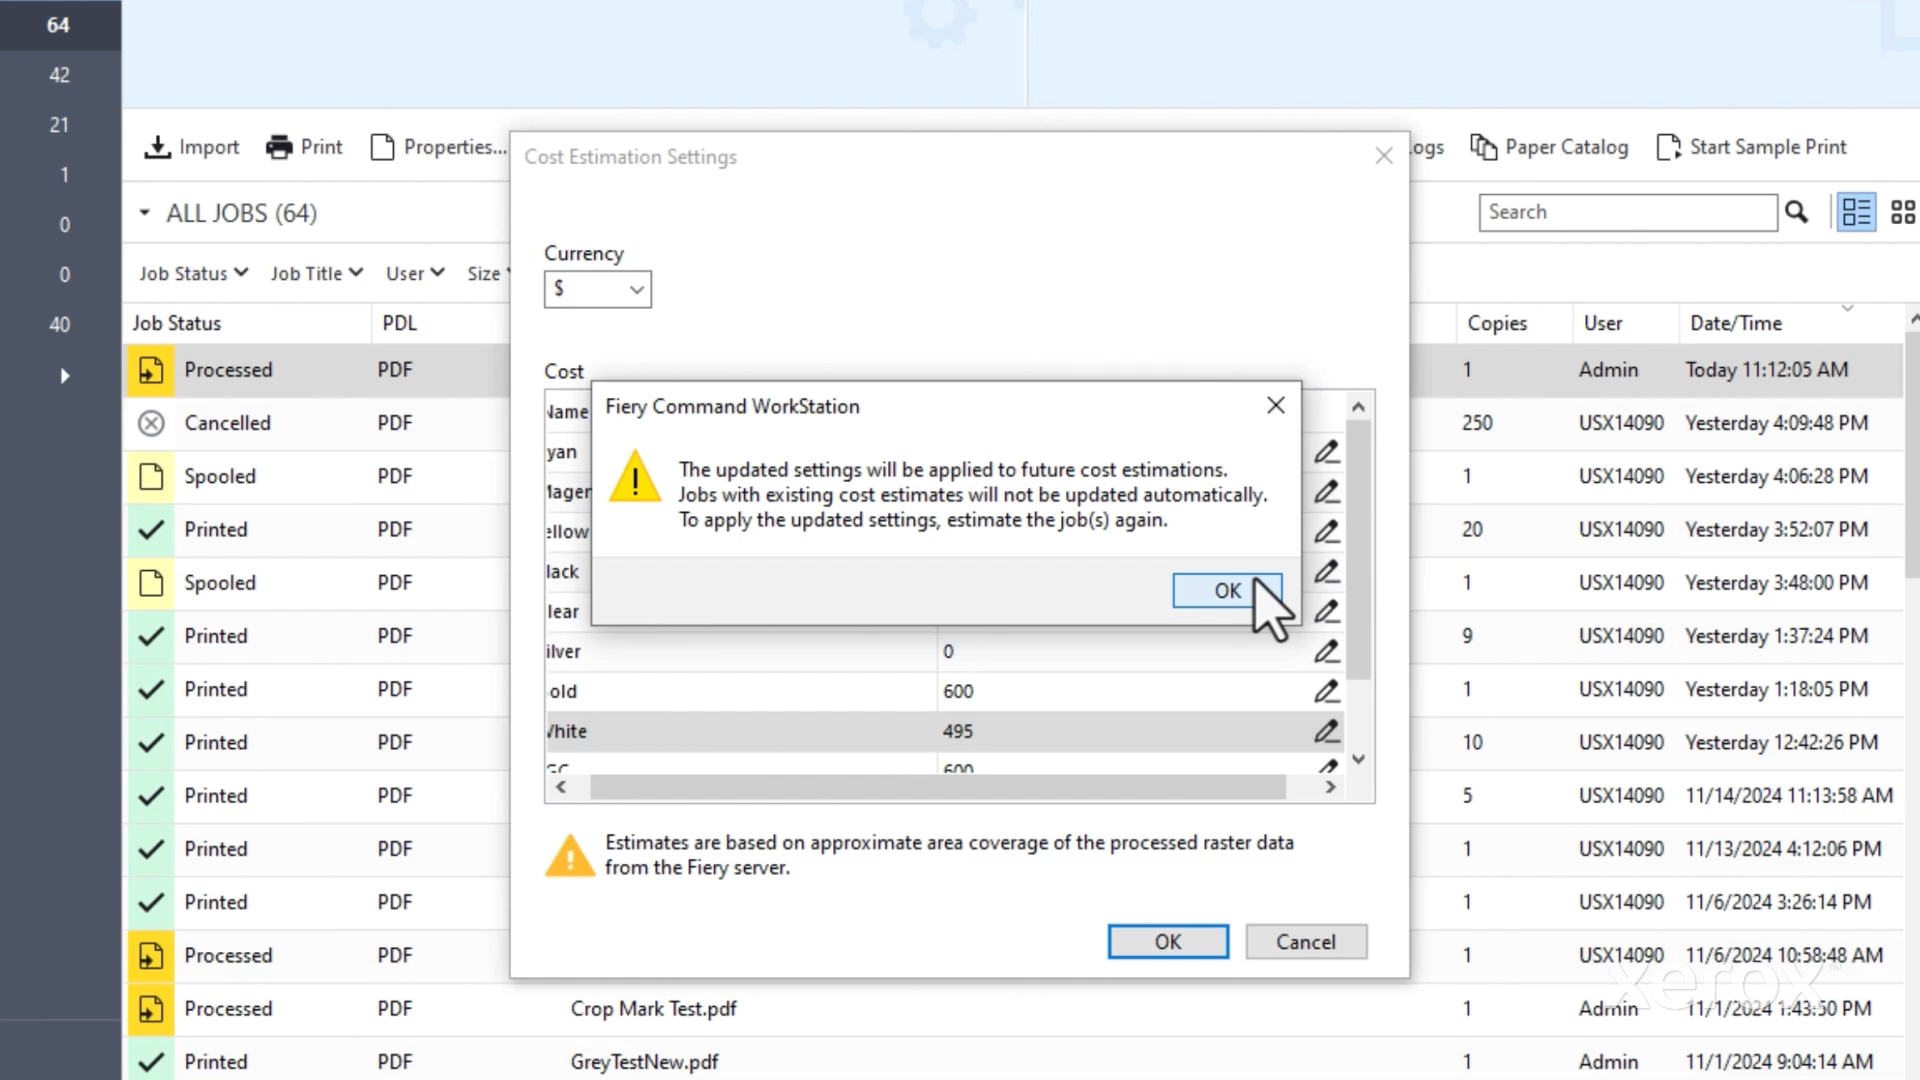 64
42
21
1
0
0
40
Import Print Properties... ogs Paper Catalog Start Sample Print
ALL JOBS (64)
Search
Job Status Job Title User Size
Job Status PDL Copies User Date/Time
Processed PDF 1 Admin Today 11:12:05 AM
Cancelled PDF 250 USX14090 Yesterday 4:09:48 PM
Spooled PDF 1 USX14090 Yesterday 4:06:28 PM
Printed PDF 20 USX14090 Yesterday 3:52:07 PM
Spooled PDF 1 USX14090 Yesterday 3:48:00 PM
Printed PDF 9 USX14090 Yesterday 1:37:24 PM
Printed PDF 1 USX14090 Yesterday 1:18:05 PM
Printed PDF 10 USX14090 Yesterday 12:42:26 PM
Printed PDF 5 USX14090 11/14/2024 11:13:58 AM
Printed PDF 1 USX14090 11/13/2024 4:12:06 PM
Printed PDF 1 USX14090 11/6/2024 3:26:14 PM
Processed PDF 1 USX14090 11/6/2024 10:58:48 AM
Processed PDF Crop Mark Test.pdf 1 Admin 11/1/2024 1:43:50 PM
Printed PDF GreyTestNew.pdf 1 Admin 11/1/2024 9:04:14 AM
Cost Estimation Settings
Currency
$
Cost
Name
yan
Mager
ellow
lack
lear
ilver 0
old 600
White 495
GC 600
Fiery Command WorkStation
The updated settings will be applied to future cost estimations.
Jobs with existing cost estimates will not be updated automatically.
To apply the updated settings, estimate the job(s) again.
OK
Estimates are based on approximate area coverage of the processed raster data
from the Fiery server.
OK Cancel
xerox™